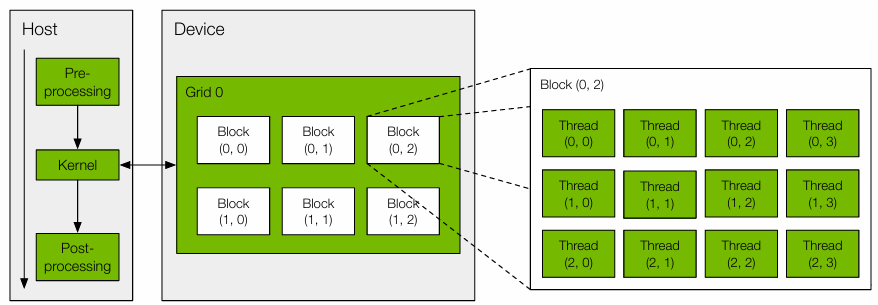 Host
Pre-
processing
Kernel
Post-
processing
Device
Grid 0
Block
(0, 0)
Block
(0, 1)
Block
(0, 2)
Block
(1, 0)
Block
(1, 1)
Block
(1, 2)
Block (0, 2)
Thread
(0, 0)
Thread
(0, 1)
Thread
(0, 2)
Thread
(0, 3)
Thread
(1, 0)
Thread
(1, 1)
Thread
(1, 2)
Thread
(1, 3)
Thread
(2, 0)
Thread
(2, 1)
Thread
(2, 2)
Thread
(2, 3)